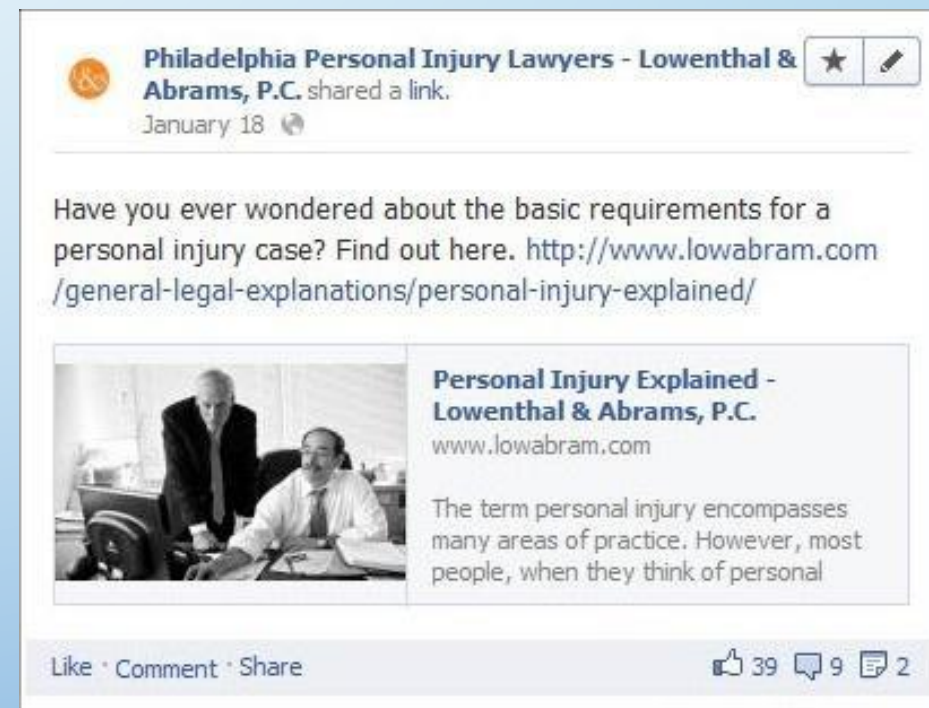 Philadelphia Personal Injury Lawyers - Lowenthal &
Abrams, P.C. shared a link.
January 18
Have you ever wondered about the basic requirements for a
personal injury case? Find out here. http://www.lowabram.com
/general-legal-explanations/personal-injury-explained/
Personal Injury Explained -
Lowenthal & Abrams, P.C.
www.lowabram.com
The term personal injury encompasses
many areas of practice. However, most
people, when they think of personal
Like · Comment · Share 39 9 2